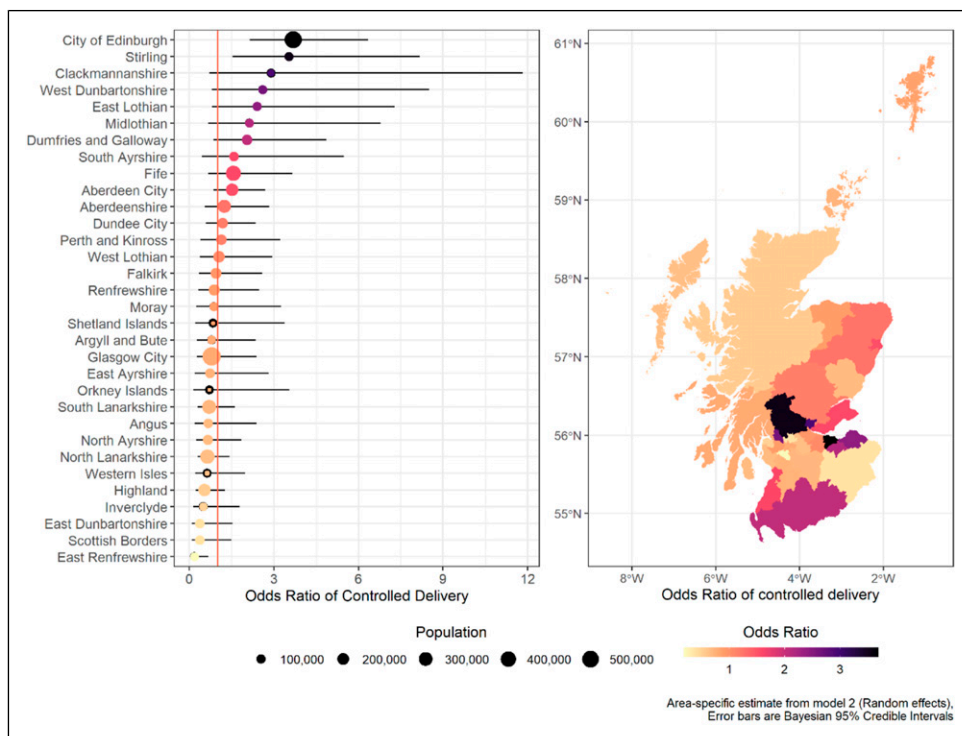 City of Edinburgh
Stirling
Clackmannanshire
West Dunbartonshire
East Lothian
Midlothian
Dumfries and Galloway
South Ayrshire
Fife
Aberdeen City
Aberdeenshire
Dundee City
Perth and Kinross
West Lothian
Falkirk
Renfrewshire
Moray
Shetland Islands
Argyll and Bute
Glasgow City
East Ayrshire
Orkney Islands
South Lanarkshire
Angus
North Ayrshire
North Lanarkshire
Western Isles
Highland
Inverclyde
East Dunbartonshire
Scottish Borders
East Renfrewshire
0 3 6 9 12
Odds Ratio of Controlled Delivery
61°N
60°N
59°N
58°N
57°N
56°N
55°N
8°W 6°W 4°W 2°W
Odds Ratio of controlled delivery
Population
100,000 200,000 300,000 400,000 500,000
Odds Ratio
1 2 3
Area-specific estimate from model 2 (Random effects),
Error bars are Bayesian 95% Credible Intervals